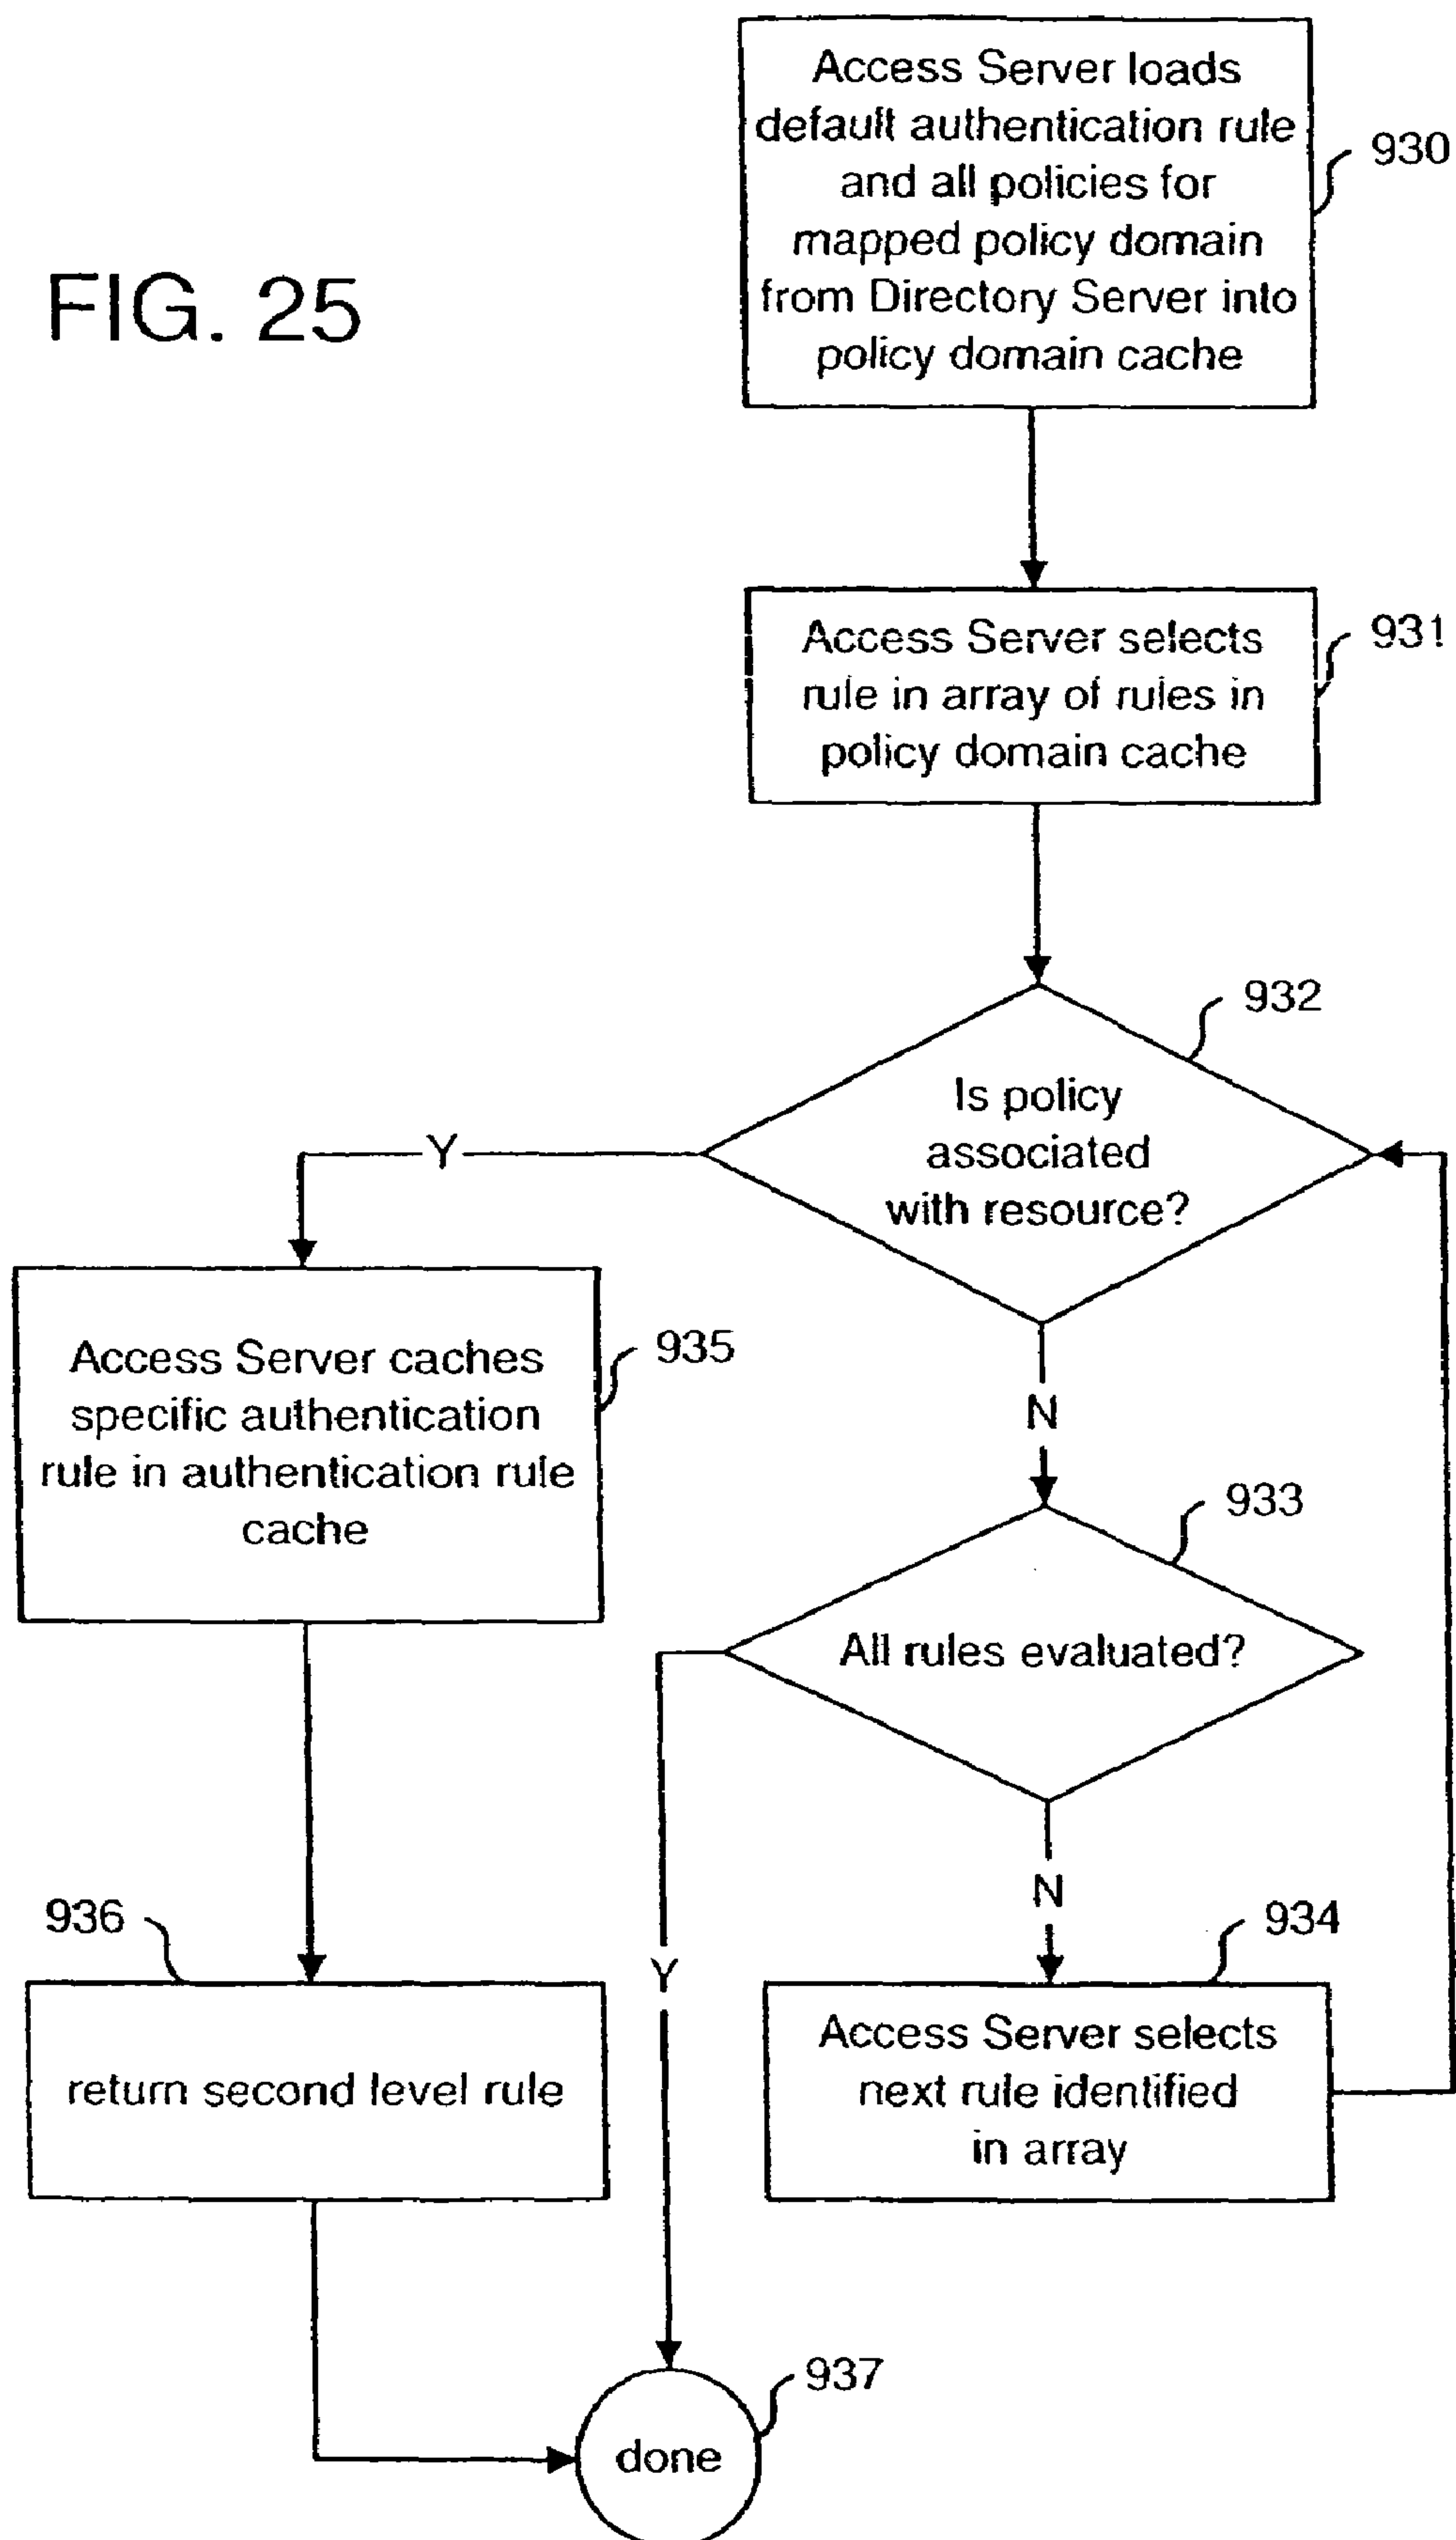 FIG. 25
Access Server loads
default authentication rule
and all policies for
mapped policy domain
from Directory Server into
policy domain cache
930
Access Server selects
rule in array of rules in
policy domain cache
931
932
Is policy
associated
with resource?
Y
N
Access Server caches
specific authentication
rule in authentication rule
cache
935
933
All rules evaluated?
Y
N
936
return second level rule
934
Access Server selects
next rule identified
in array
937
done